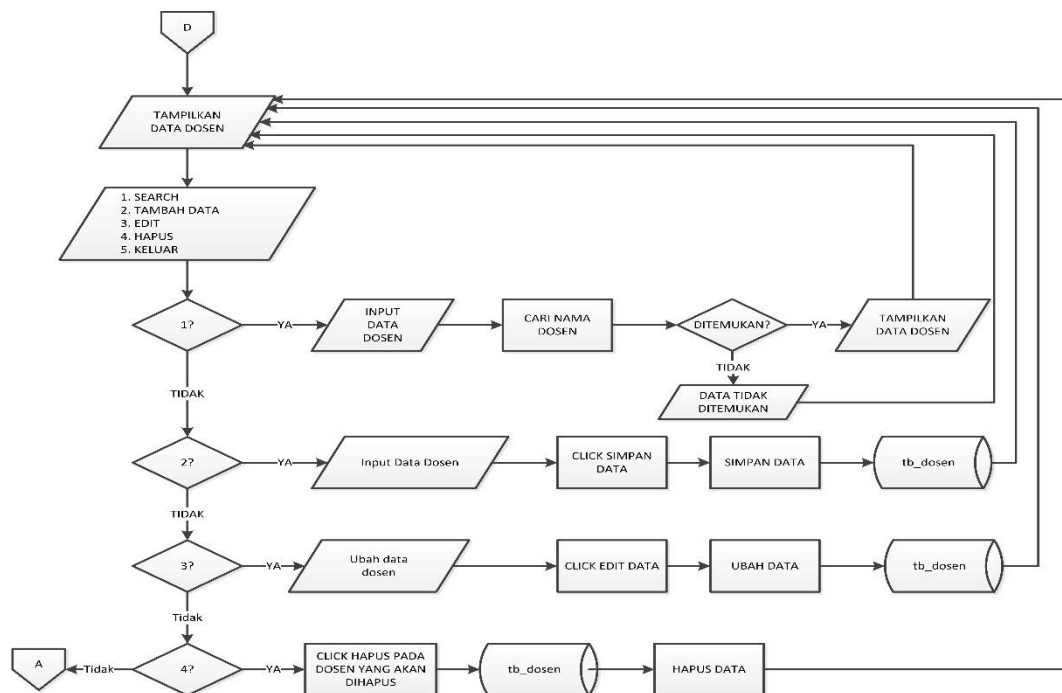 D
TAMPILKAN
DATA DOSEN
1. SEARCH
2. TAMBAH DATA
3. EDIT
4. HAPUS
5. KELUAR
1?
YA
INPUT
DATA
DOSEN
CARI NAMA
DOSEN
DITEMUKAN?
YA
TAMPILKAN
DATA DOSEN
TIDAK
DATA TIDAK
DITEMUKAN
TIDAK
2?
YA
Input Data Dosen
CLICK SIMPAN
DATA
SIMPAN DATA
tb_dosen
TIDAK
3?
YA
Ubah data
dosen
CLICK EDIT DATA
UBAH DATA
tb_dosen
Tidak
A
Tidak
4?
YA
CLICK HAPUS PADA
DOSEN YANG AKAN
DIHAPUS
tb_dosen
HAPUS DATA